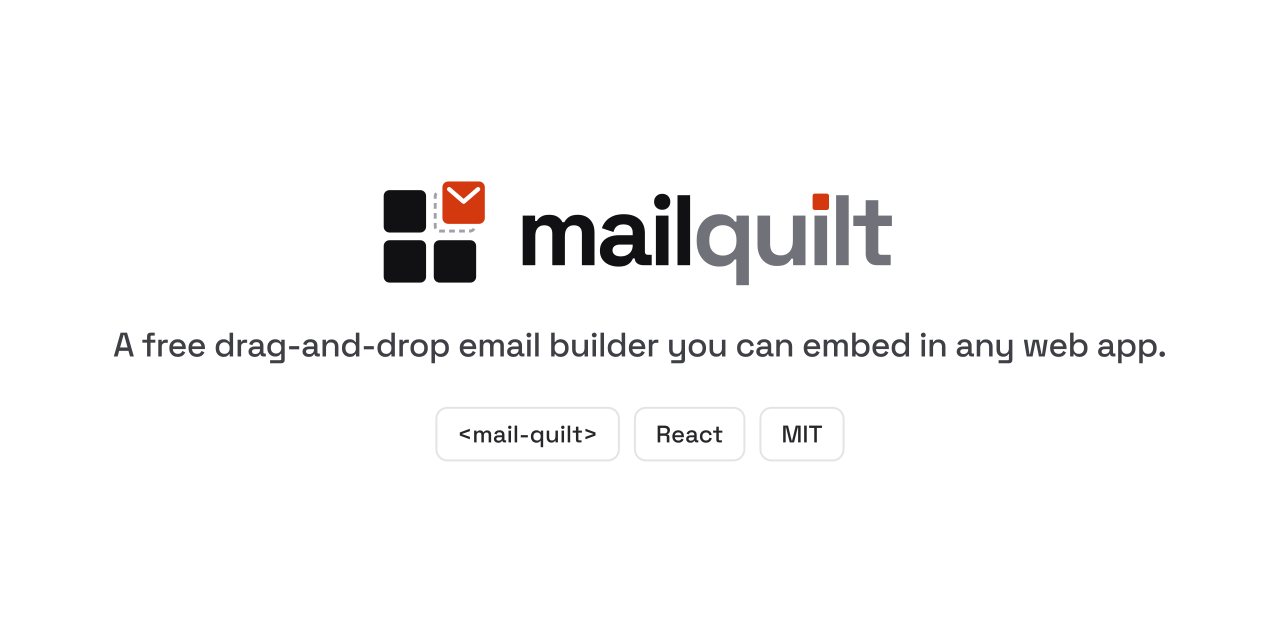 mailquilt
A free drag-and-drop email builder you can embed in any web app.
<mail-quilt> React MIT